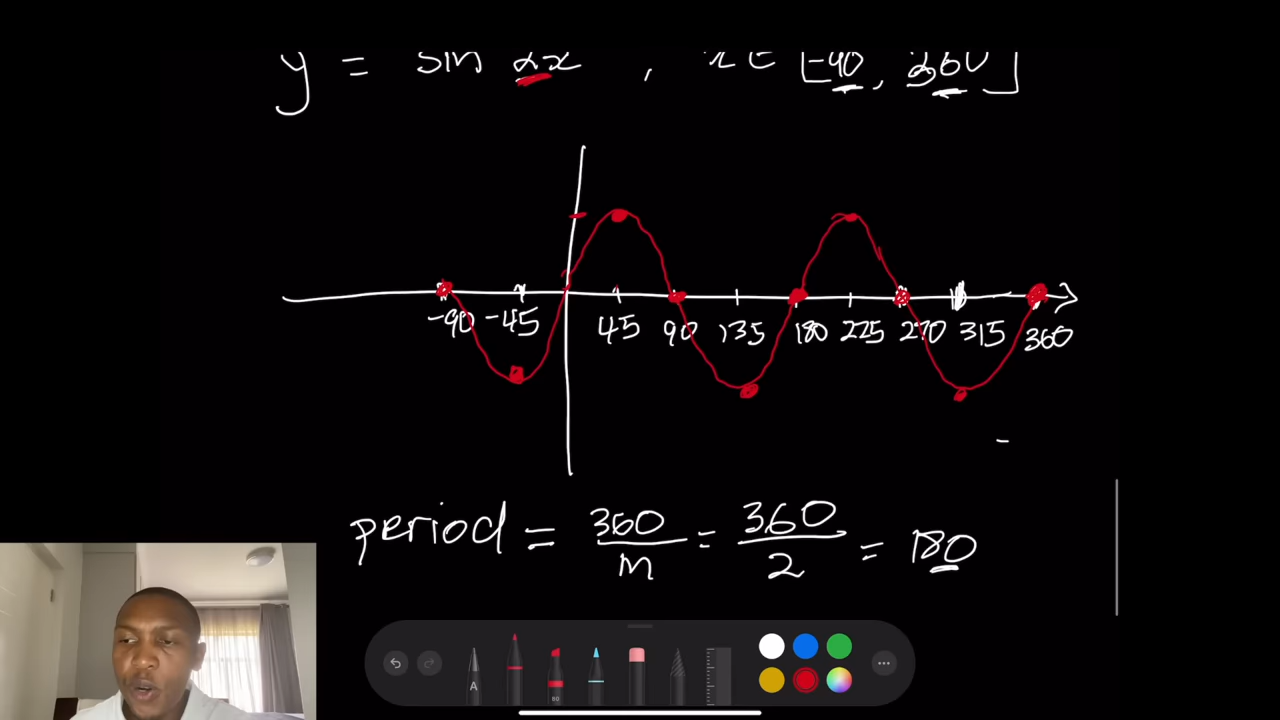 y = sin 2x , x ∈ [-90, 360]
-90 -45 45 90 135 180 225 270 315 360
period = 360/m = 360/2 = 180
A 80